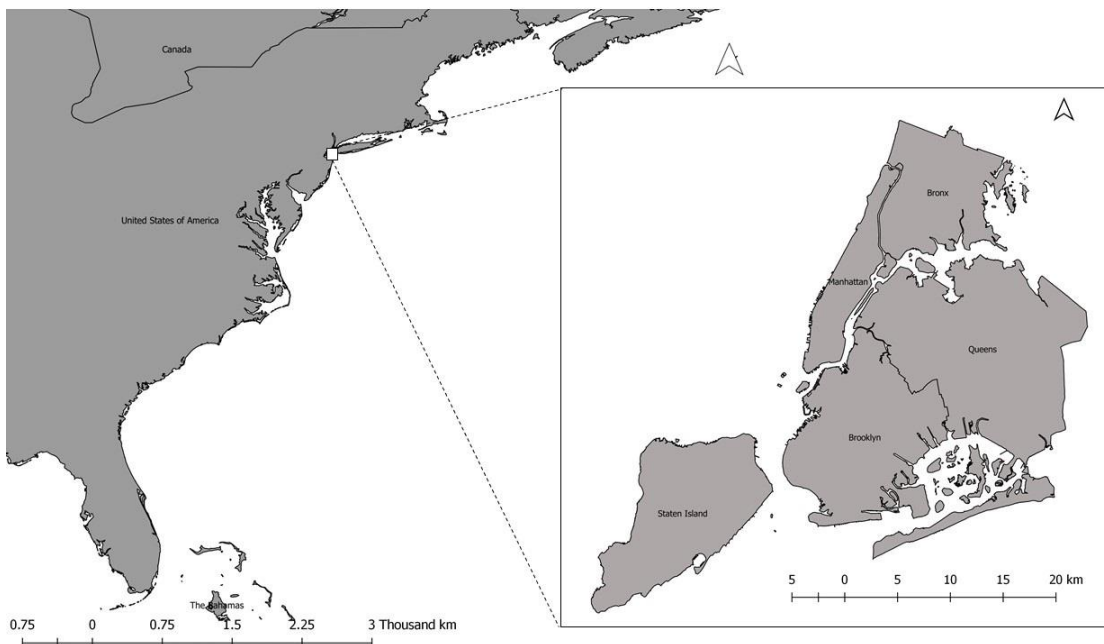 Canada
United States of America
The Bahamas
0.75 0 0.75 1.5 2.25 3 Thousand km
Bronx
Manhattan
Queens
Brooklyn
Staten Island
5 0 5 10 15 20 km